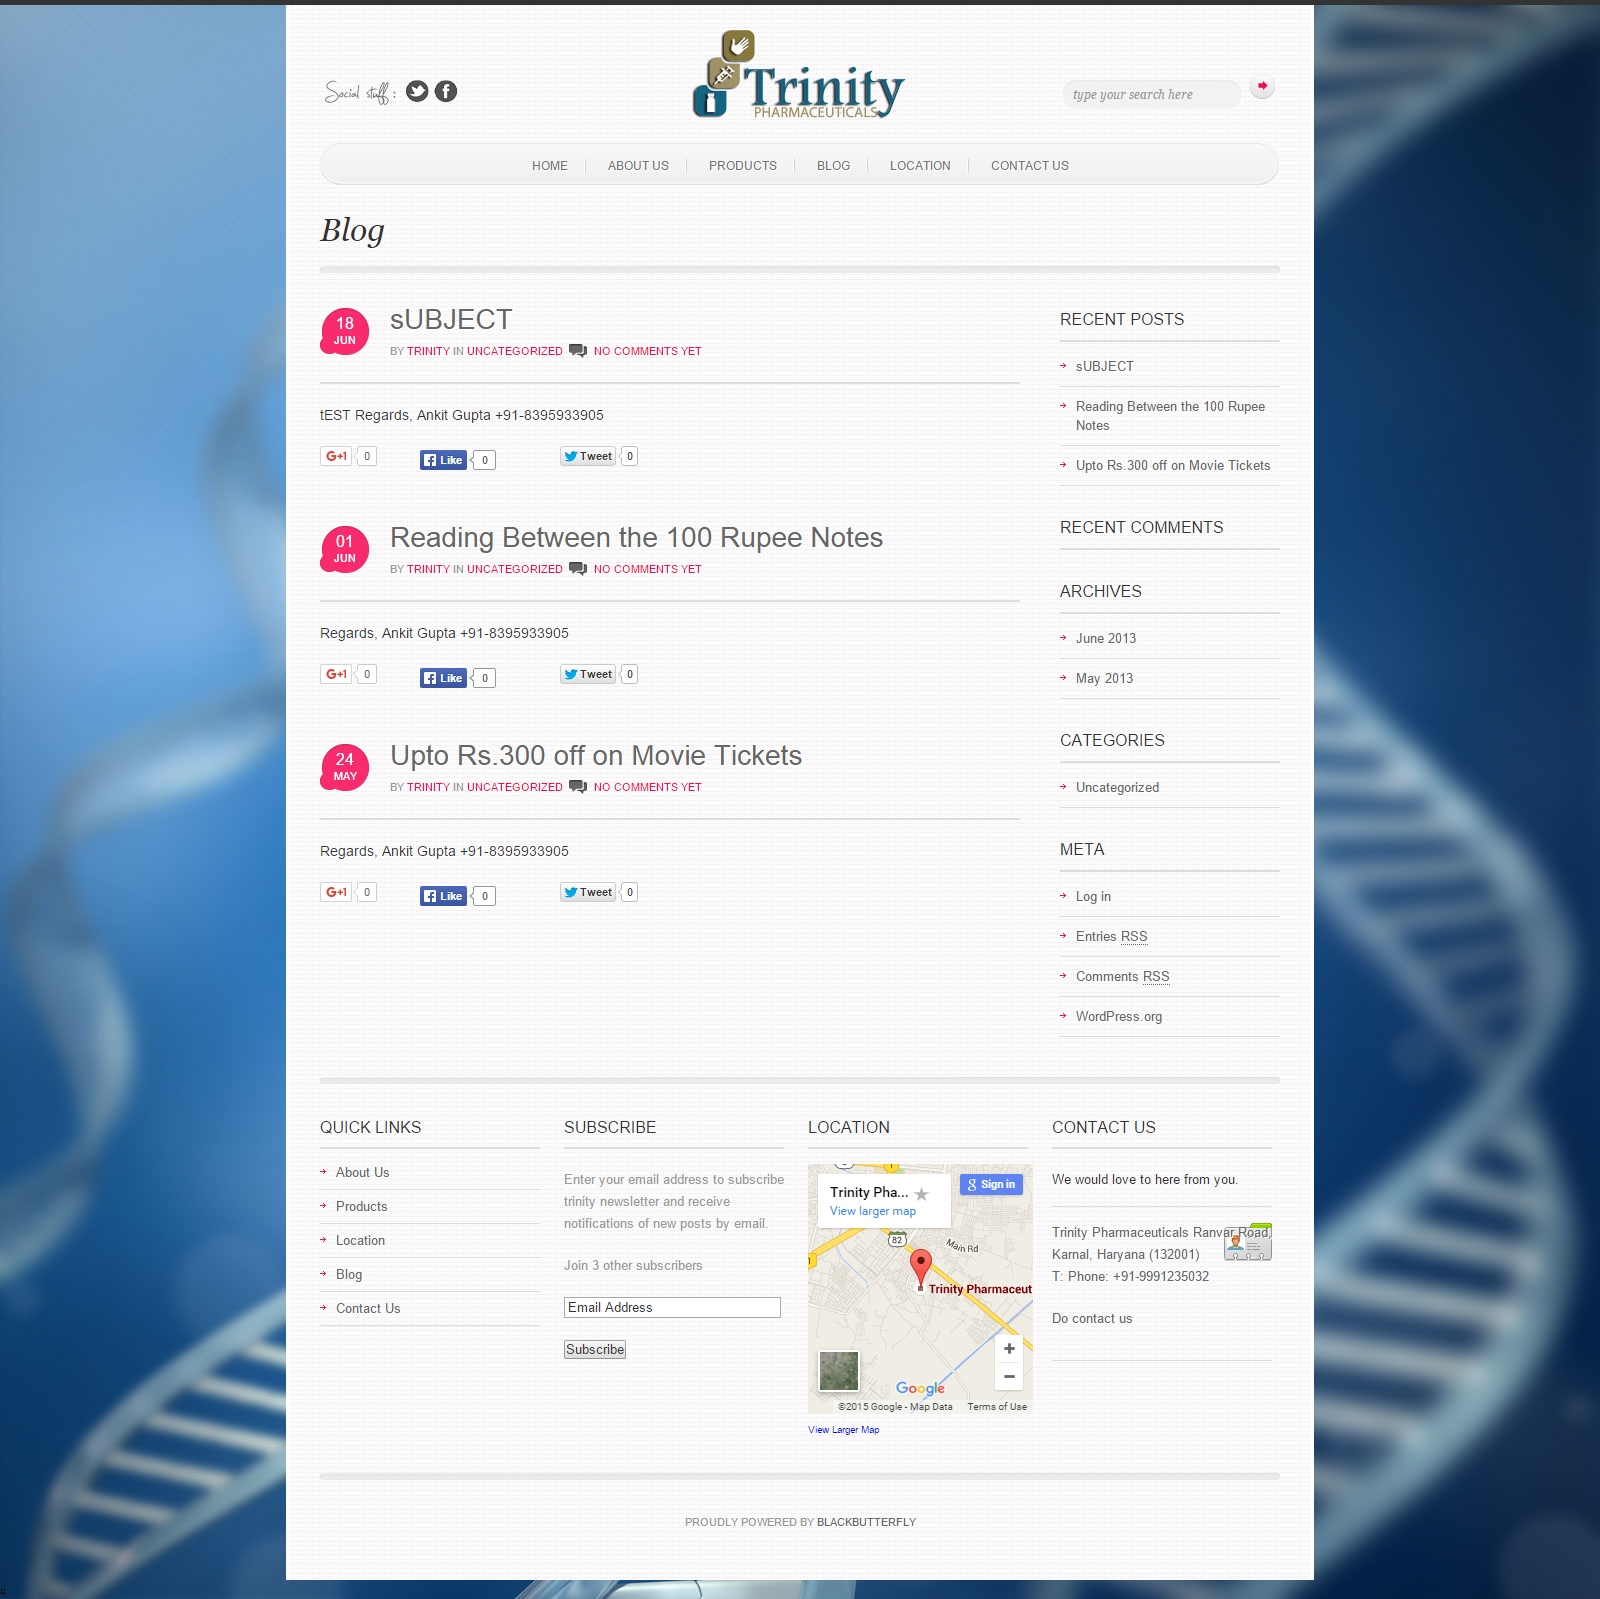 Social stuff :
Trinity
PHARMACEUTICALS
type your search here
HOME
ABOUT US
PRODUCTS
BLOG
LOCATION
CONTACT US
Blog
18
JUN
sUBJECT
BY TRINITY IN UNCATEGORIZED NO COMMENTS YET
tEST Regards, Ankit Gupta +91-8395933905
G+1 0
Like 0
Tweet 0
01
JUN
Reading Between the 100 Rupee Notes
BY TRINITY IN UNCATEGORIZED NO COMMENTS YET
Regards, Ankit Gupta +91-8395933905
G+1 0
Like 0
Tweet 0
24
MAY
Upto Rs.300 off on Movie Tickets
BY TRINITY IN UNCATEGORIZED NO COMMENTS YET
Regards, Ankit Gupta +91-8395933905
G+1 0
Like 0
Tweet 0
RECENT POSTS
sUBJECT
Reading Between the 100 Rupee
Notes
Upto Rs.300 off on Movie Tickets
RECENT COMMENTS
ARCHIVES
June 2013
May 2013
CATEGORIES
Uncategorized
META
Log in
Entries RSS
Comments RSS
WordPress.org
QUICK LINKS
About Us
Products
Location
Blog
Contact Us
SUBSCRIBE
Enter your email address to subscribe
trinity newsletter and receive
notifications of new posts by email.
Join 3 other subscribers
Email Address
Subscribe
LOCATION
1
Trinity Pha...
View larger map
8 Sign in
82
Main Rd
1
Trinity Pharmaceut
+
−
Google
©2015 Google - Map Data
Terms of Use
View Larger Map
CONTACT US
We would love to here from you.
Trinity Pharmaceuticals Ranvar Road,
Karnal, Haryana (132001)
T: Phone: +91-9991235032
Do contact us
PROUDLY POWERED BY BLACKBUTTERFLY